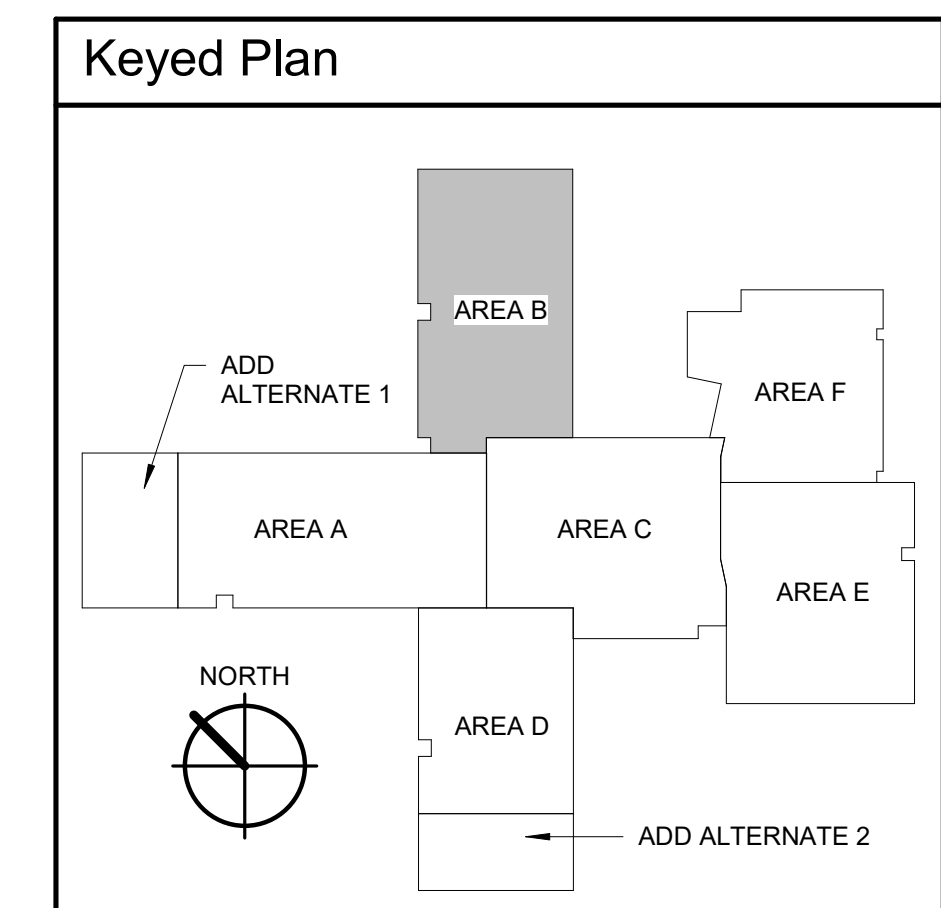 Keyed Plan
AREA B
ADD
ALTERNATE 1
AREA F
AREA A
AREA C
AREA E
NORTH
AREA D
ADD ALTERNATE 2